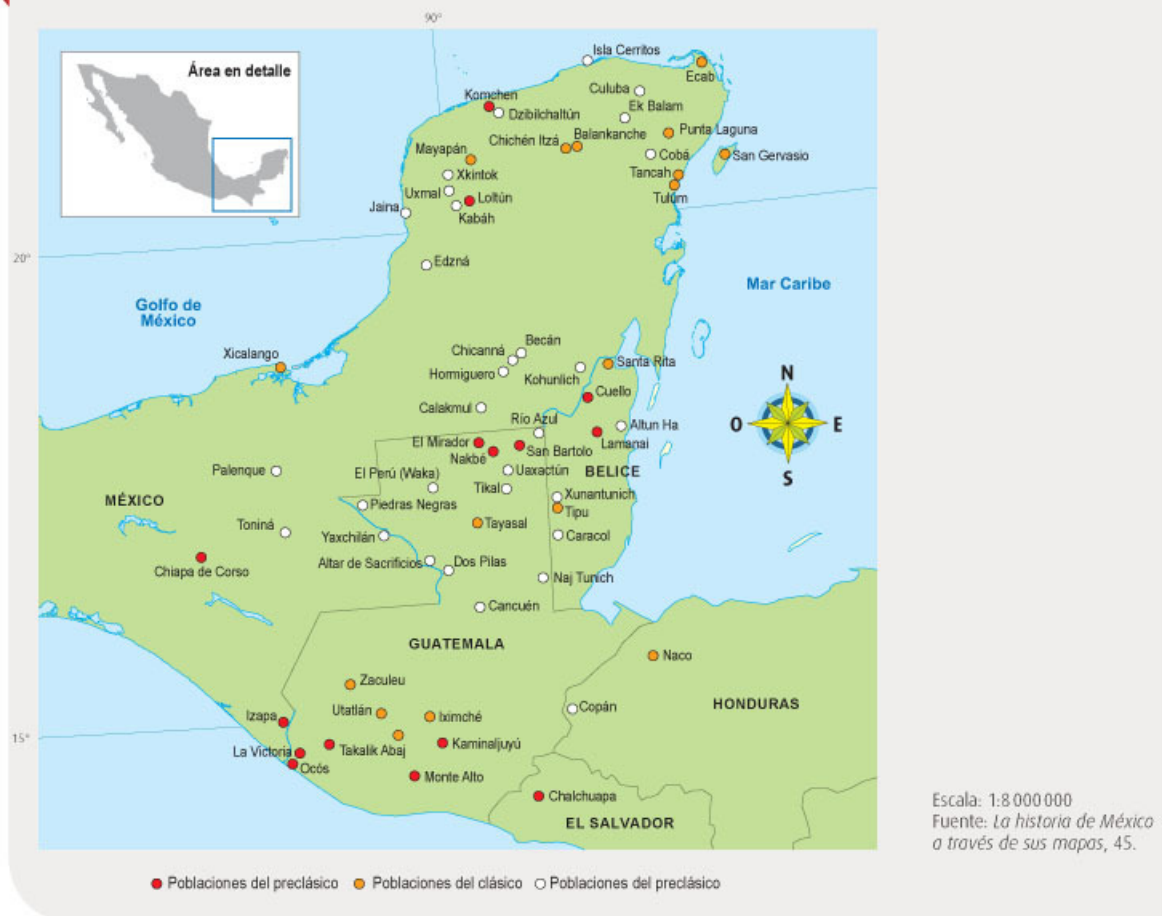 90°
Área en detalle
Isla Cerritos
Ecab
Culuba
Komchen
Dzibilchaltún
Ek Balam
Chichén Itzá
Balankanche
Punta Laguna
Mayapán
Cobá
San Gervasio
Xkintok
Tancah
Uxmal
Loltún
Tulúm
Jaina
Kabáh
20°
Edzná
Golfo de
México
Mar Caribe
Xicalango
Becán
Chicanná
Santa Rita
Hormiguero
Kohunlich
Cuello
Calakmul
Río Azul
Altun Ha
El Mirador
San Bartolo
Lamanai
Nakbé
Palenque
El Perú (Waka)
Uaxactún
BELICE
Tikal
Xunantunich
MÉXICO
Piedras Negras
Tipu
Toniná
Tayasal
Yaxchilán
Caracol
Chiapa de Corso
Altar de Sacrificios
Dos Pilas
Naj Tunich
Cancuén
GUATEMALA
Naco
Zaculeu
HONDURAS
Utatlán
Iximché
Copán
Izapa
15°
La Victoria
Takalik Abaj
Kaminaljuyú
Ocós
Monte Alto
Chalchuapa
EL SALVADOR
N
O
E
S
Escala: 1:8 000 000
Fuente: La historia de México
a través de sus mapas, 45.
Poblaciones del preclásico Poblaciones del clásico Poblaciones del preclásico